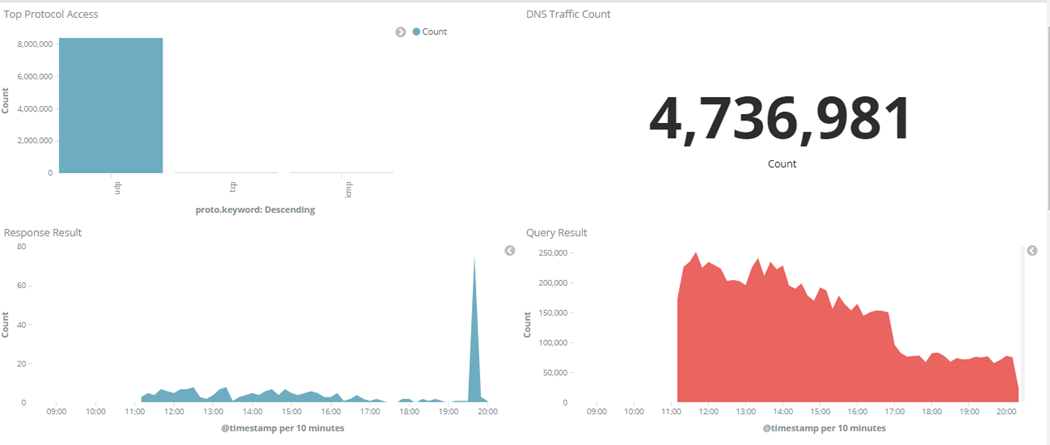 Top Protocol Access
Count
8,000,000
6,000,000
4,000,000
2,000,000
0
Count
udp
tcp
icmp
proto.keyword: Descending
DNS Traffic Count
4,736,981
Count
Response Result
80
60
40
20
0
Count
09:00 10:00 11:00 12:00 13:00 14:00 15:00 16:00 17:00 18:00 19:00 20:00
@timestamp per 10 minutes
Query Result
250,000
200,000
150,000
100,000
50,000
0
Count
09:00 10:00 11:00 12:00 13:00 14:00 15:00 16:00 17:00 18:00 19:00 20:00
@timestamp per 10 minutes